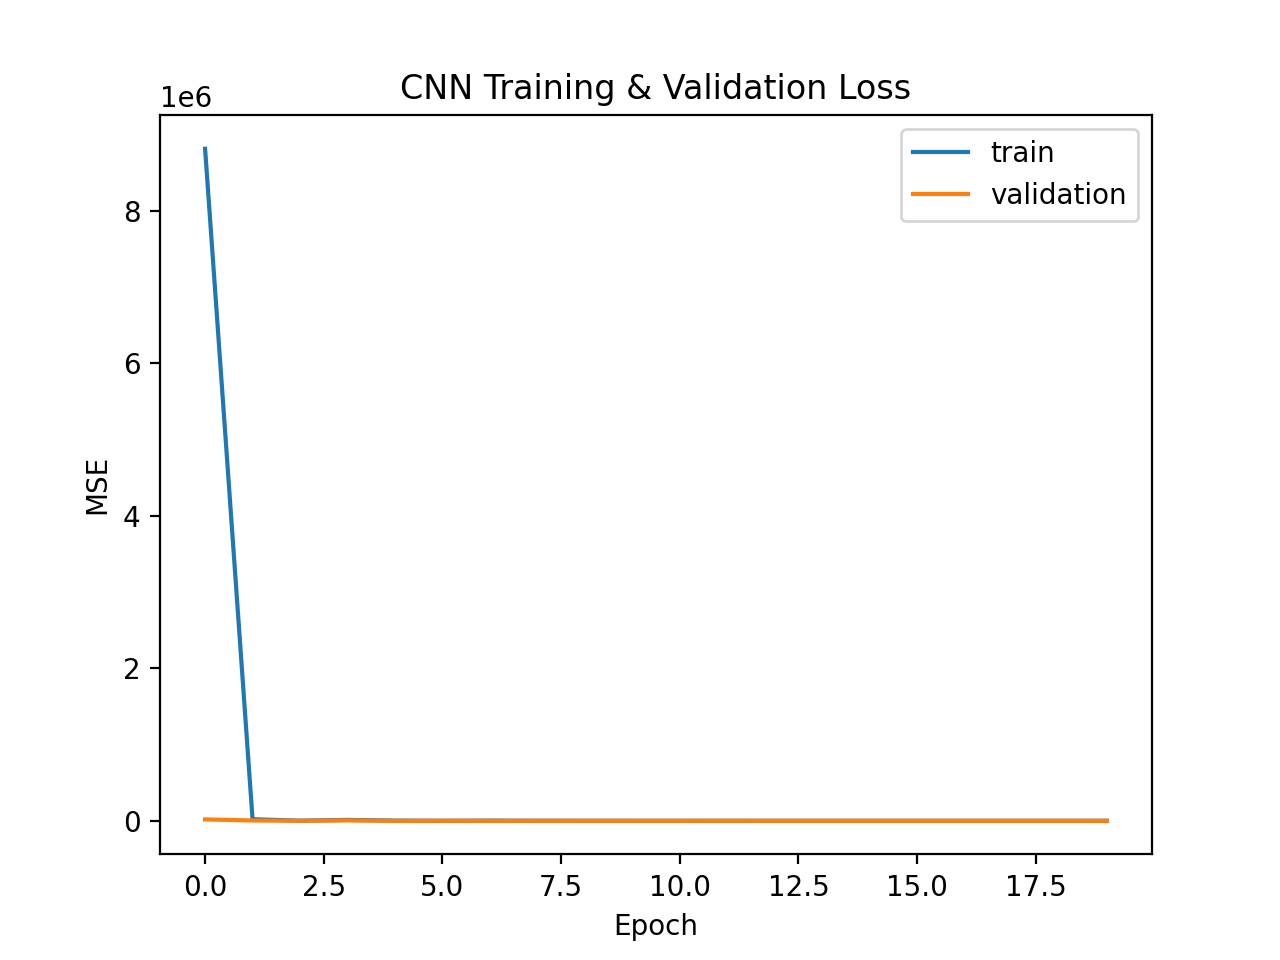 CNN Training & Validation Loss
1e6
train
validation
8
6
4
2
0
MSE
0.0 2.5 5.0 7.5 10.0 12.5 15.0 17.5
Epoch